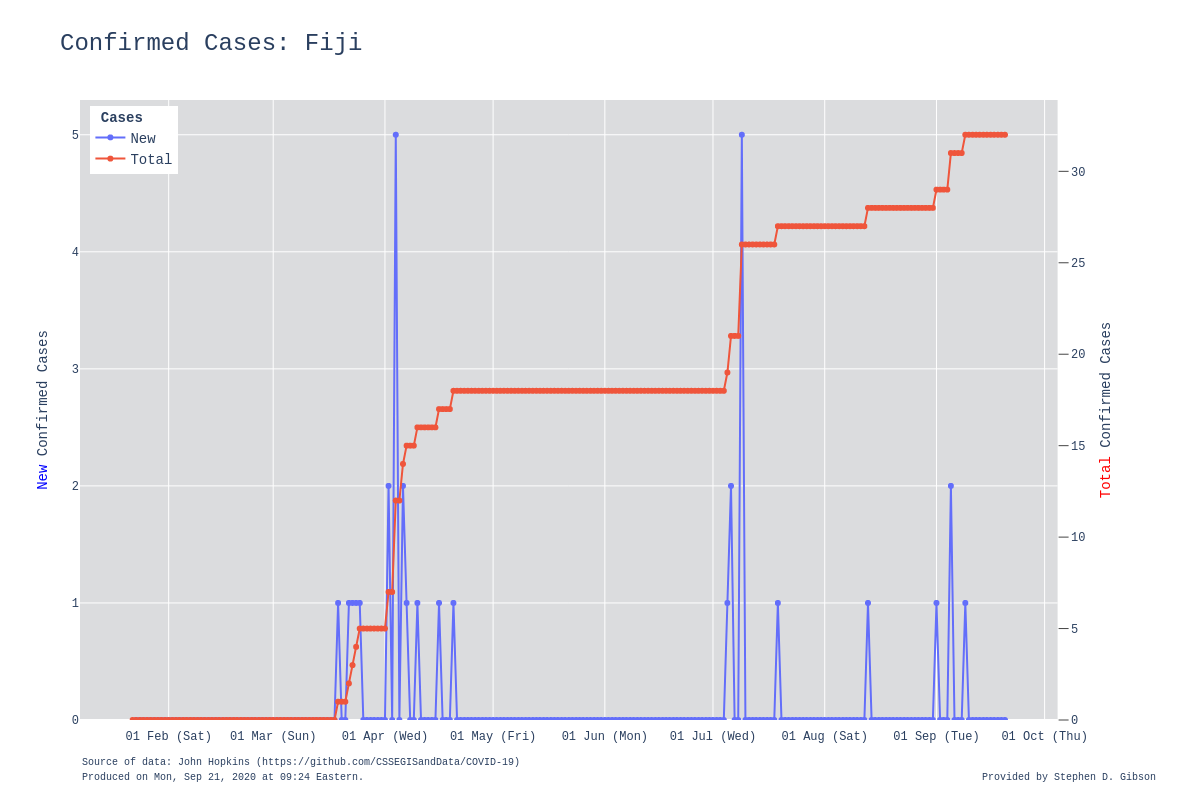 Confirmed Cases: Fiji
Cases
New
Total
5
4
3
2
1
0
New Confirmed Cases
30
25
20
15
10
5
0
Total Confirmed Cases
01 Feb (Sat) 01 Mar (Sun) 01 Apr (Wed) 01 May (Fri) 01 Jun (Mon) 01 Jul (Wed) 01 Aug (Sat) 01 Sep (Tue) 01 Oct (Thu)
Source of data: John Hopkins (https://github.com/CSSEGISandData/COVID-19)
Produced on Mon, Sep 21, 2020 at 09:24 Eastern.
Provided by Stephen D. Gibson